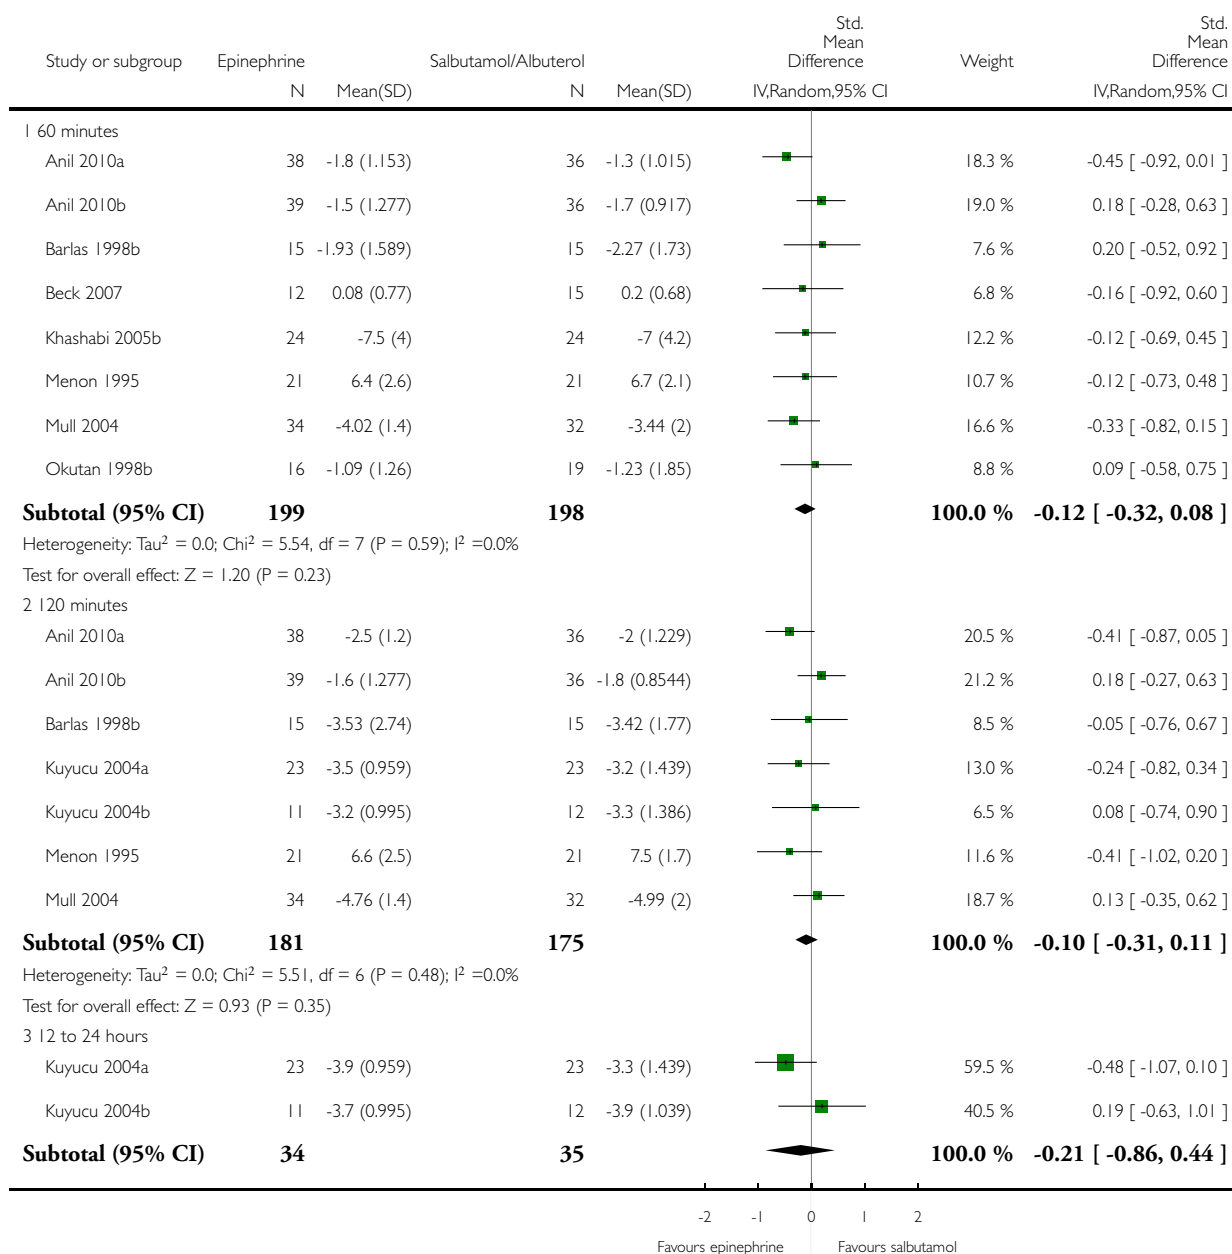 Study or subgroup Epinephrine Salbutamol/Albuterol Std. Mean Difference Weight Std. Mean Difference
N Mean(SD) N Mean(SD) IV,Random,95% CI IV,Random,95% CI
1 60 minutes
Anil 2010a 38 -1.8 (1.153) 36 -1.3 (1.015) 18.3 % -0.45 [ -0.92, 0.01 ]
Anil 2010b 39 -1.5 (1.277) 36 -1.7 (0.917) 19.0 % 0.18 [ -0.28, 0.63 ]
Barlas 1998b 15 -1.93 (1.589) 15 -2.27 (1.73) 7.6 % 0.20 [ -0.52, 0.92 ]
Beck 2007 12 0.08 (0.77) 15 0.2 (0.68) 6.8 % -0.16 [ -0.92, 0.60 ]
Khashabi 2005b 24 -7.5 (4) 24 -7 (4.2) 12.2 % -0.12 [ -0.69, 0.45 ]
Menon 1995 21 6.4 (2.6) 21 6.7 (2.1) 10.7 % -0.12 [ -0.73, 0.48 ]
Mull 2004 34 -4.02 (1.4) 32 -3.44 (2) 16.6 % -0.33 [ -0.82, 0.15 ]
Okutan 1998b 16 -1.09 (1.26) 19 -1.23 (1.85) 8.8 % 0.09 [ -0.58, 0.75 ]
Subtotal (95% CI) 199 198 100.0 % -0.12 [ -0.32, 0.08 ]
Heterogeneity: Tau² = 0.0; Chi² = 5.54, df = 7 (P = 0.59); I² =0.0%
Test for overall effect: Z = 1.20 (P = 0.23)
2 120 minutes
Anil 2010a 38 -2.5 (1.2) 36 -2 (1.229) 20.5 % -0.41 [ -0.87, 0.05 ]
Anil 2010b 39 -1.6 (1.277) 36 -1.8 (0.8544) 21.2 % 0.18 [ -0.27, 0.63 ]
Barlas 1998b 15 -3.53 (2.74) 15 -3.42 (1.77) 8.5 % -0.05 [ -0.76, 0.67 ]
Kuyucu 2004a 23 -3.5 (0.959) 23 -3.2 (1.439) 13.0 % -0.24 [ -0.82, 0.34 ]
Kuyucu 2004b 11 -3.2 (0.995) 12 -3.3 (1.386) 6.5 % 0.08 [ -0.74, 0.90 ]
Menon 1995 21 6.6 (2.5) 21 7.5 (1.7) 11.6 % -0.41 [ -1.02, 0.20 ]
Mull 2004 34 -4.76 (1.4) 32 -4.99 (2) 18.7 % 0.13 [ -0.35, 0.62 ]
Subtotal (95% CI) 181 175 100.0 % -0.10 [ -0.31, 0.11 ]
Heterogeneity: Tau² = 0.0; Chi² = 5.51, df = 6 (P = 0.48); I² =0.0%
Test for overall effect: Z = 0.93 (P = 0.35)
3 12 to 24 hours
Kuyucu 2004a 23 -3.9 (0.959) 23 -3.3 (1.439) 59.5 % -0.48 [ -1.07, 0.10 ]
Kuyucu 2004b 11 -3.7 (0.995) 12 -3.9 (1.039) 40.5 % 0.19 [ -0.63, 1.01 ]
Subtotal (95% CI) 34 35 100.0 % -0.21 [ -0.86, 0.44 ]
-2 -1 0 1 2
Favours epinephrine Favours salbutamol